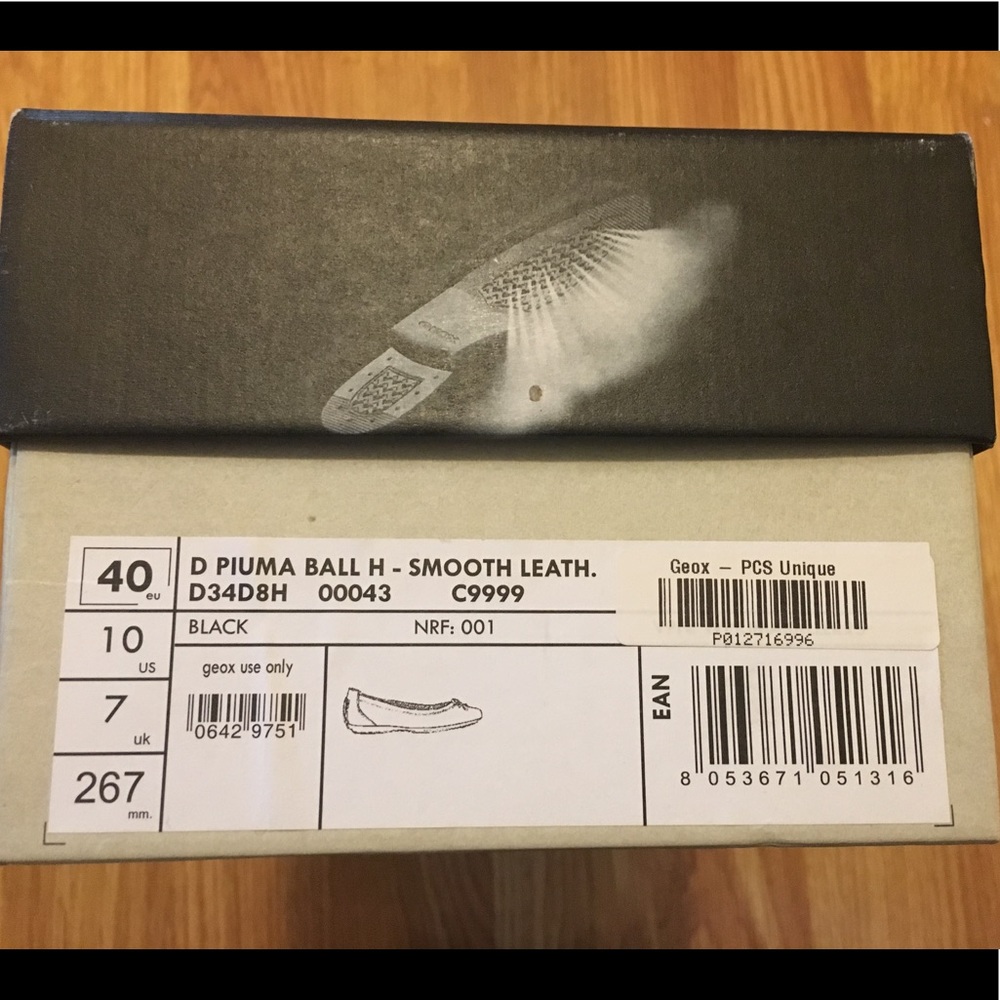 40 eu
10 US
7 uk
267 mm.
D PIUMA BALL H - SMOOTH LEATH.
D34D8H 00043 C9999
BLACK NRF: 001
geox use only
0642 9751
Geox – PCS Unique
P012716996
EAN
8 053671 051316